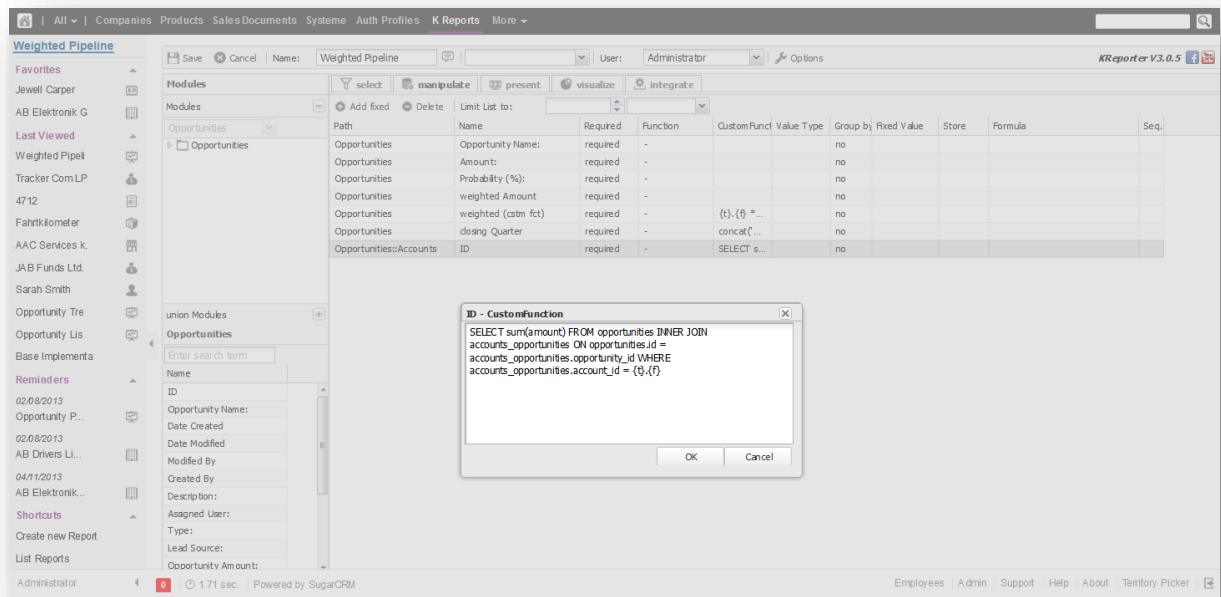 | All | Companies Products Sales Documents Systeme Auth Profiles K Reports More
Weighted Pipeline
Favorites
Jewell Carper
AB Elektronik G
Last Viewed
Weighted Pipeli
Tracker Com LP
4712
Fahrtkilometer
AAC Services k.
JAB Funds Ltd.
Sarah Smith
Opportunity Tre
Opportunity Lis
Base Implementa
Reminders
02/08/2013
Opportunity P...
02/08/2013
AB Drivers Li...
04/11/2013
AB Elektronik...
Shortcuts
Create new Report
List Reports
Administrator
Save Cancel Name: Weighted Pipeline User: Administrator Options KReporter V3.0.5
Modules
Modules
Opportunities
Opportunities
union Modules
Opportunities
Enter search term
Name
ID
Opportunity Name:
Date Created
Date Modified
Modified By
Created By
Description:
Assigned User:
Type:
Lead Source:
Opportunity Amount:
select manipulate present visualize integrate
Add fixed Delete Limit List to:
Path Name Required Function CustomFunct Value Type Group by Fixed Value Store Formula Seq.
Opportunities Opportunity Name: required - no
Opportunities Amount: required - no
Opportunities Probability (%): required - no
Opportunities weighted Amount required - no
Opportunities weighted (cstm fct) required - {t}.{f} *... no
Opportunities closing Quarter required - concat('... no
Opportunities::Accounts ID required - SELECT s... no
ID - CustomFunction
SELECT sum(amount) FROM opportunities INNER JOIN
accounts_opportunities ON opportunities.id =
accounts_opportunities.opportunity_id WHERE
accounts_opportunities.account_id = {t}.{f}
OK Cancel
0 1.71 sec. Powered by SugarCRM Employees Admin Support Help About Territory Picker